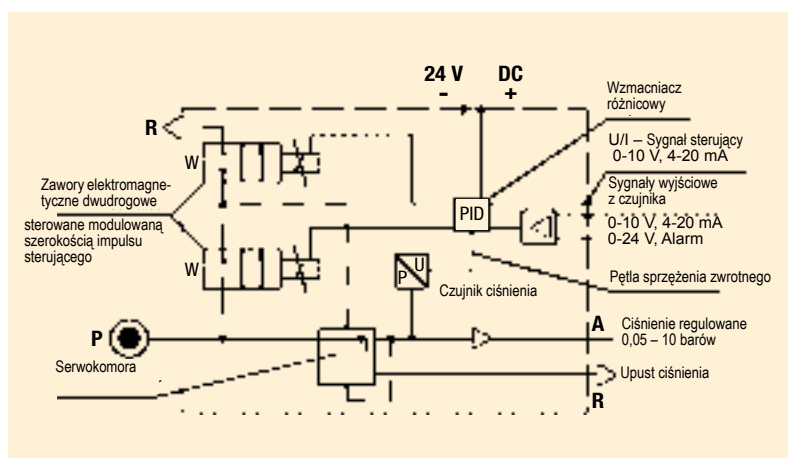 24 V DC
- +
Wzmacniacz
różnicowy
R
U/I – Sygnał sterujący
0-10 V, 4-20 mA
W
Zawory elektromagne-
tyczne dwudrogowe
sterowane modulowaną
szerokością impulsu
sterującego
Sygnały wyjściowe
z czujnika
PID
0-10 V, 4-20 mA
0-24 V, Alarm
W
P U
Czujnik ciśnienia
Pętla sprzężenia zwrotnego
P
A
Ciśnienie regulowane
0,05 – 10 barów
Serwokomora
Upust ciśnienia
R